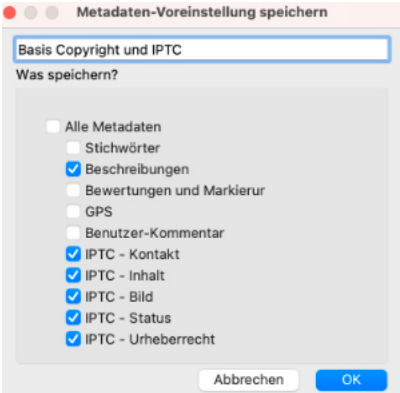 Metadaten-Voreinstellung speichern
Basis Copyright und IPTC
Was speichern?
Alle Metadaten
Stichwörter
Beschreibungen
Bewertungen und Markierur
GPS
Benutzer-Kommentar
IPTC - Kontakt
IPTC - Inhalt
IPTC - Bild
IPTC - Status
IPTC - Urheberrecht
Abbrechen OK